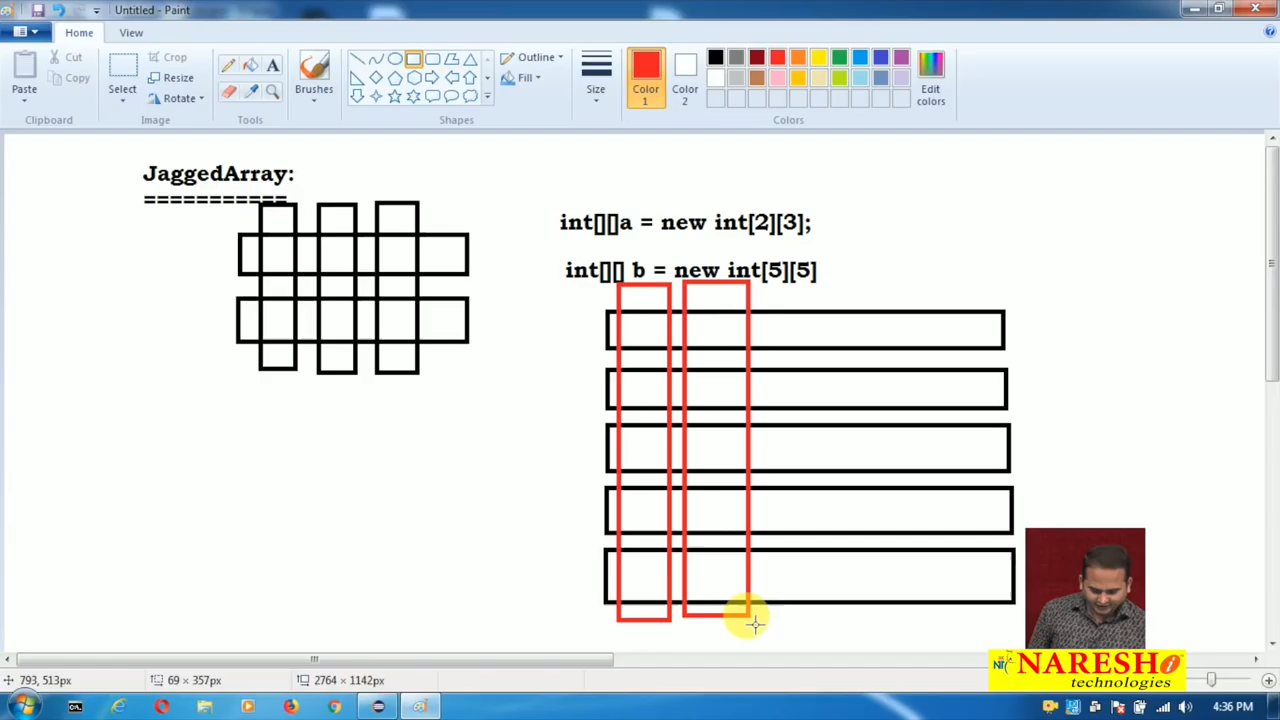 Untitled - Paint
Home
View
Paste
Cut
Copy
Clipboard
Select
Crop
Resize
Rotate
Image
A
Tools
Brushes
Shapes
Outline
Fill
Size
Color 1
Color 2
Edit colors
Colors
JaggedArray:
===========
int[][]a = new int[2][3];
int[][] b = new int[5][5]
NARESH i
technologies
793, 513px
69 × 357px
2764 × 1142px
4:36 PM